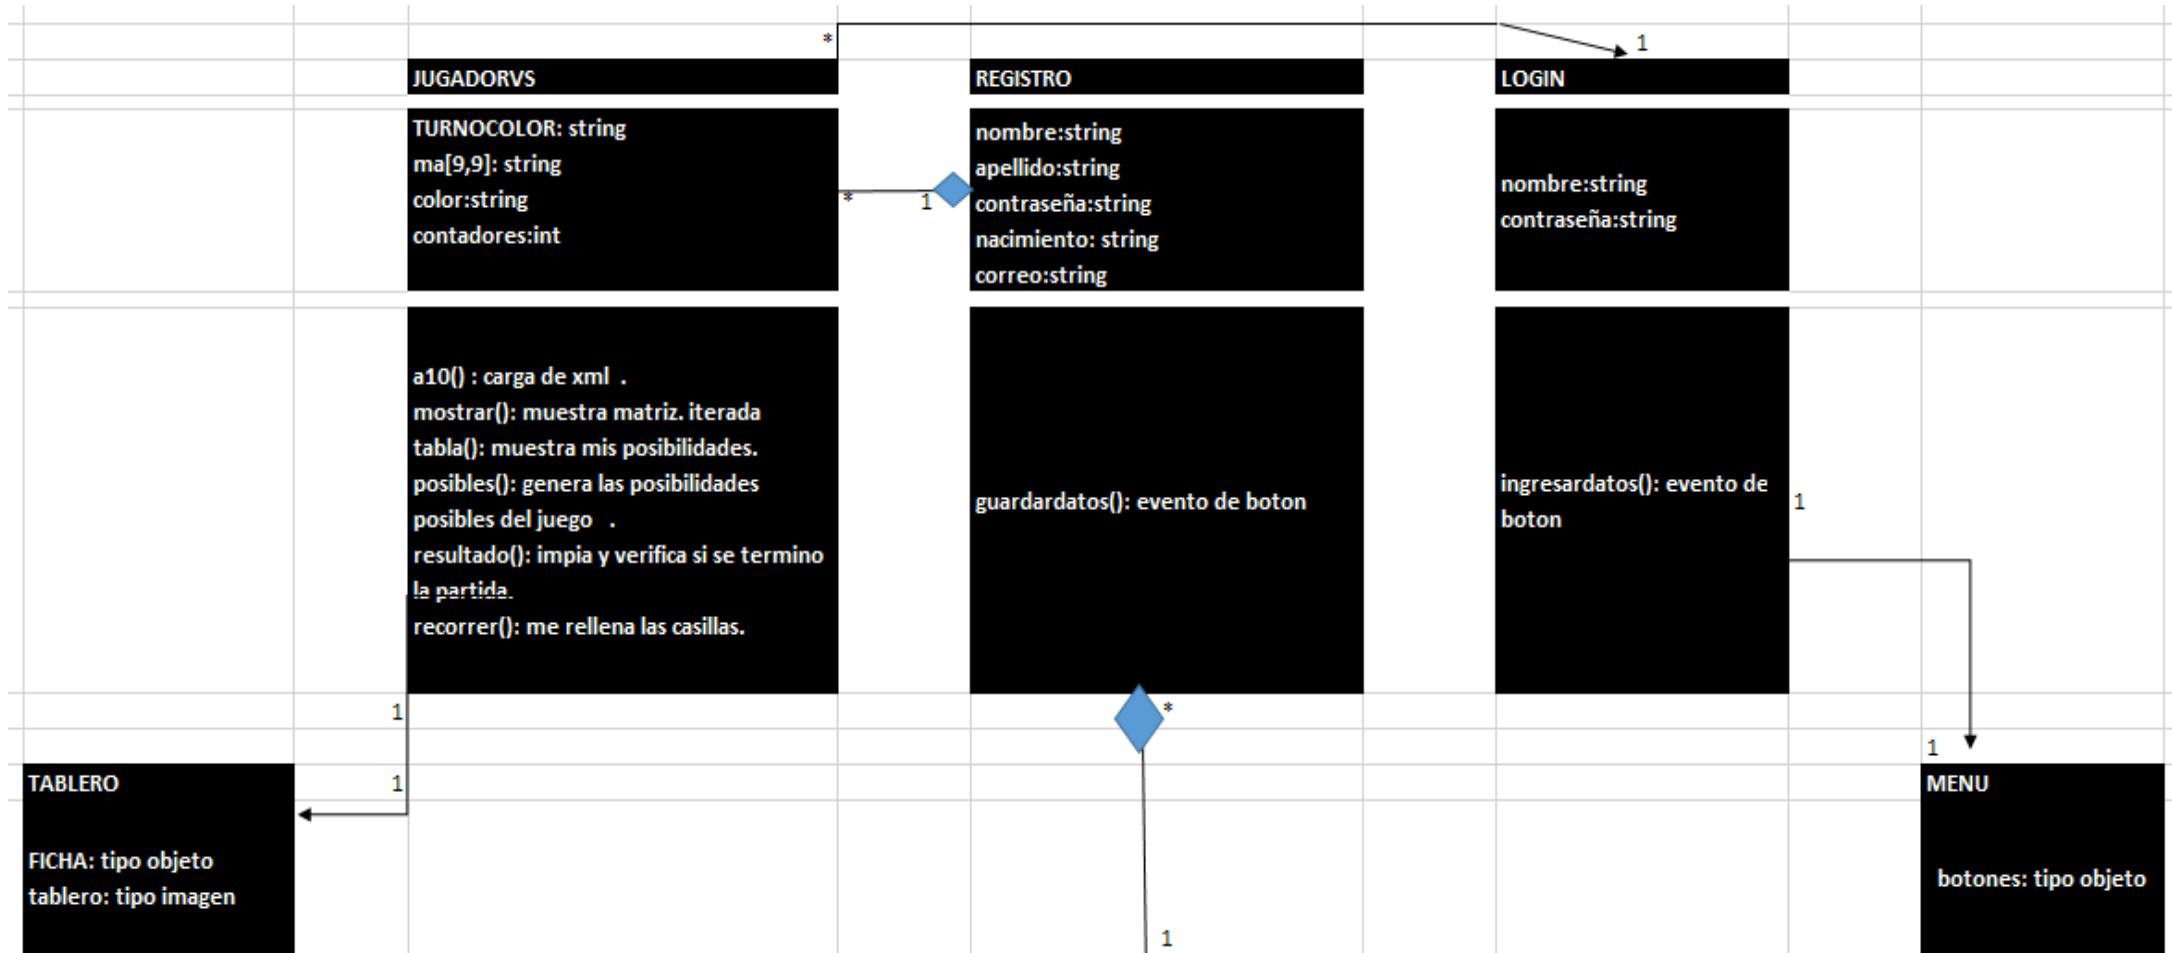 *
1
JUGADORVS
REGISTRO
LOGIN
TURNOCOLOR: string
ma[9,9]: string
color:string
contadores:int
*
1
nombre:string
apellido:string
contraseña:string
nacimiento: string
correo:string
nombre:string
contraseña:string
a10() : carga de xml  .
mostrar(): muestra matriz. iterada
tabla(): muestra mis posibilidades.
posibles(): genera las posibilidades
posibles del juego  .
resultado(): impia y verifica si se termino
la partida.
recorrer(): me rellena las casillas.
guardardatos(): evento de boton
ingresardatos(): evento de
boton
1
1
*
1
1
TABLERO
FICHA: tipo objeto
tablero: tipo imagen
1
MENU
botones: tipo objeto